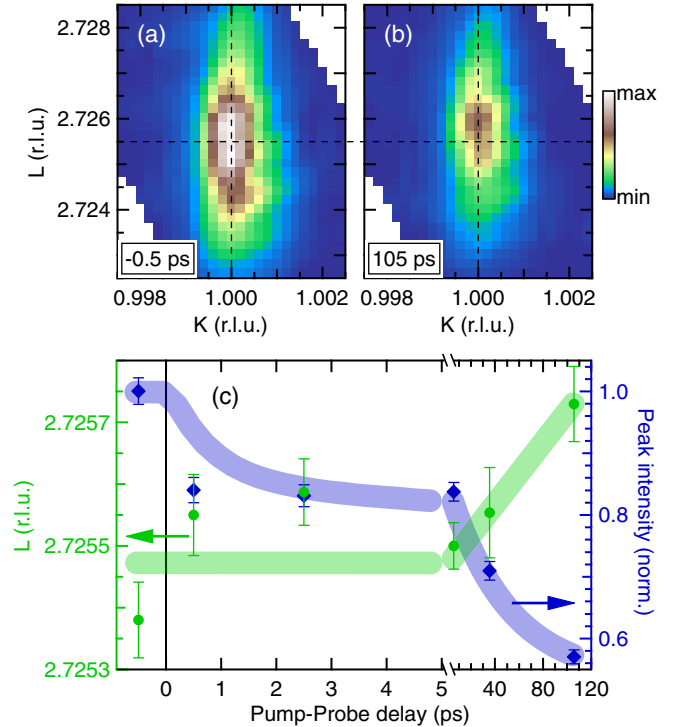 (a)
(b)
2.728
2.726
2.724
L (r.l.u.)
-0.5 ps
105 ps
max
min
0.998 1.000 1.002 0.998 1.000 1.002
K (r.l.u.) K (r.l.u.)
(c)
2.7257
2.7255
2.7253
L (r.l.u.)
1.0
0.8
0.6
Peak intensity (norm.)
0 1 2 3 4 5 40 80 120
Pump-Probe delay (ps)